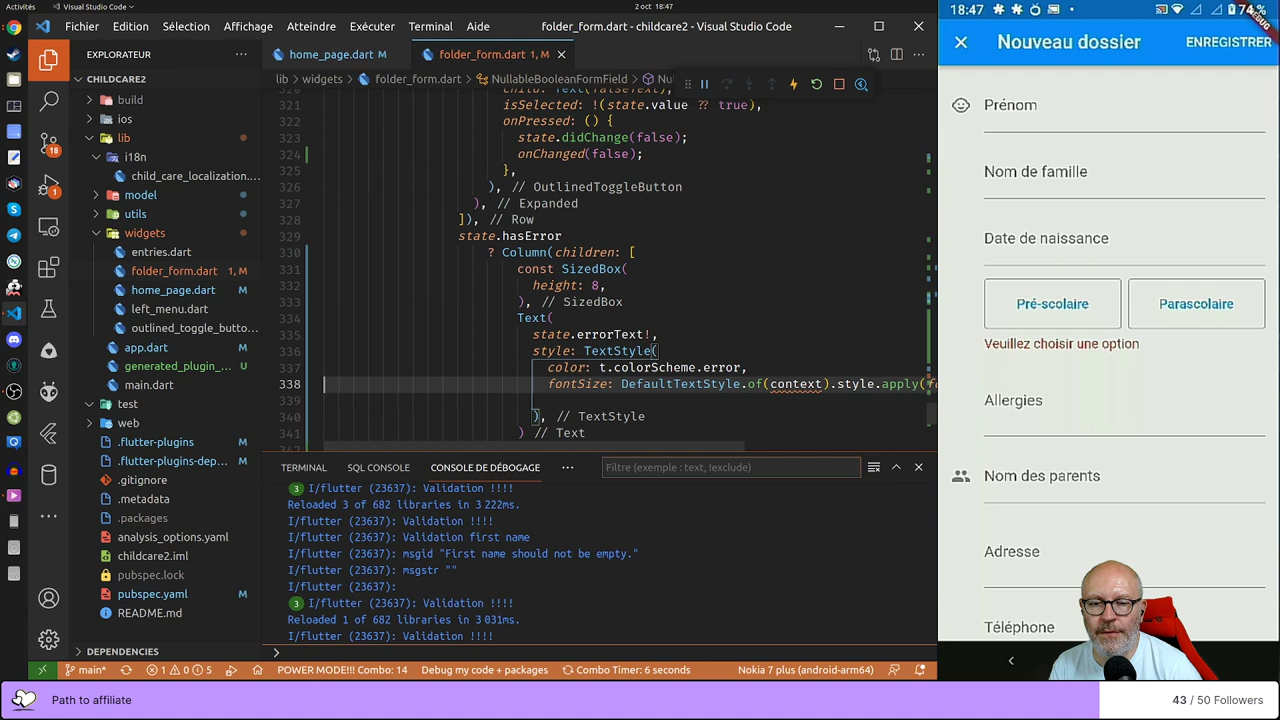 Activités
Visual Studio Code
2 oct 18:47
Fichier Édition Sélection Affichage Atteindre Exécuter Terminal Aide
folder_form.dart - childcare2 - Visual Studio Code
EXPLORATEUR
CHILDCARE2
build
ios
lib
i18n
child_care_localization...
model
utils
widgets
entries.dart
folder_form.dart 1, M
home_page.dart M
left_menu.dart
outlined_toggle_butto...
app.dart M
generated_plugin_... U
main.dart
test
web
.flutter-plugins
.flutter-plugins-dep...
.gitignore
.metadata
.packages
analysis_options.yaml
childcare2.iml
pubspec.lock
pubspec.yaml M
README.md
DEPENDENCIES
18
1
home_page.dart M
folder_form.dart 1, M
lib > widgets > folder_form.dart > NullableBooleanFormField > Nu
321 isSelected: !(state.value ?? true),
322 onPressed: () {
323 state.didChange(false);
324 onChanged(false);
325 },
326 ), // OutlinedToggleButton
327 ), // Expanded
328 ]), // Row
329 state.hasError
330 ? Column(children: [
331 const SizedBox(
332 height: 8,
333 ), // SizedBox
334 Text(
335 state.errorText!,
336 style: TextStyle(
337 color: t.colorScheme.error,
338 fontSize: DefaultTextStyle.of(context).style.apply(
339
340 ), // TextStyle
341 ) // Text
TERMINAL SQL CONSOLE CONSOLE DE DÉBOGAGE
Filtre (exemple : text, !exclude)
3 I/flutter (23637): Validation !!!!
Reloaded 3 of 682 libraries in 3 222ms.
I/flutter (23637): Validation !!!!
I/flutter (23637): Validation first name
I/flutter (23637): msgid "First name should not be empty."
I/flutter (23637): msgstr ""
I/flutter (23637):
3 I/flutter (23637): Validation !!!!
Reloaded 1 of 682 libraries in 3 031ms.
I/flutter (23637): Validation !!!!
main* 1 0 5 POWER MODE!!! Combo: 14 Debug my code + packages Combo Timer: 6 seconds Nokia 7 plus (android-arm64)
18:47
DEBUG
Nouveau dossier
ENREGISTRER
Prénom
Nom de famille
Date de naissance
Pré-scolaire
Parascolaire
Veuillez choisir une option
Allergies
Nom des parents
Adresse
Téléphone
Path to affiliate
43 / 50 Followers